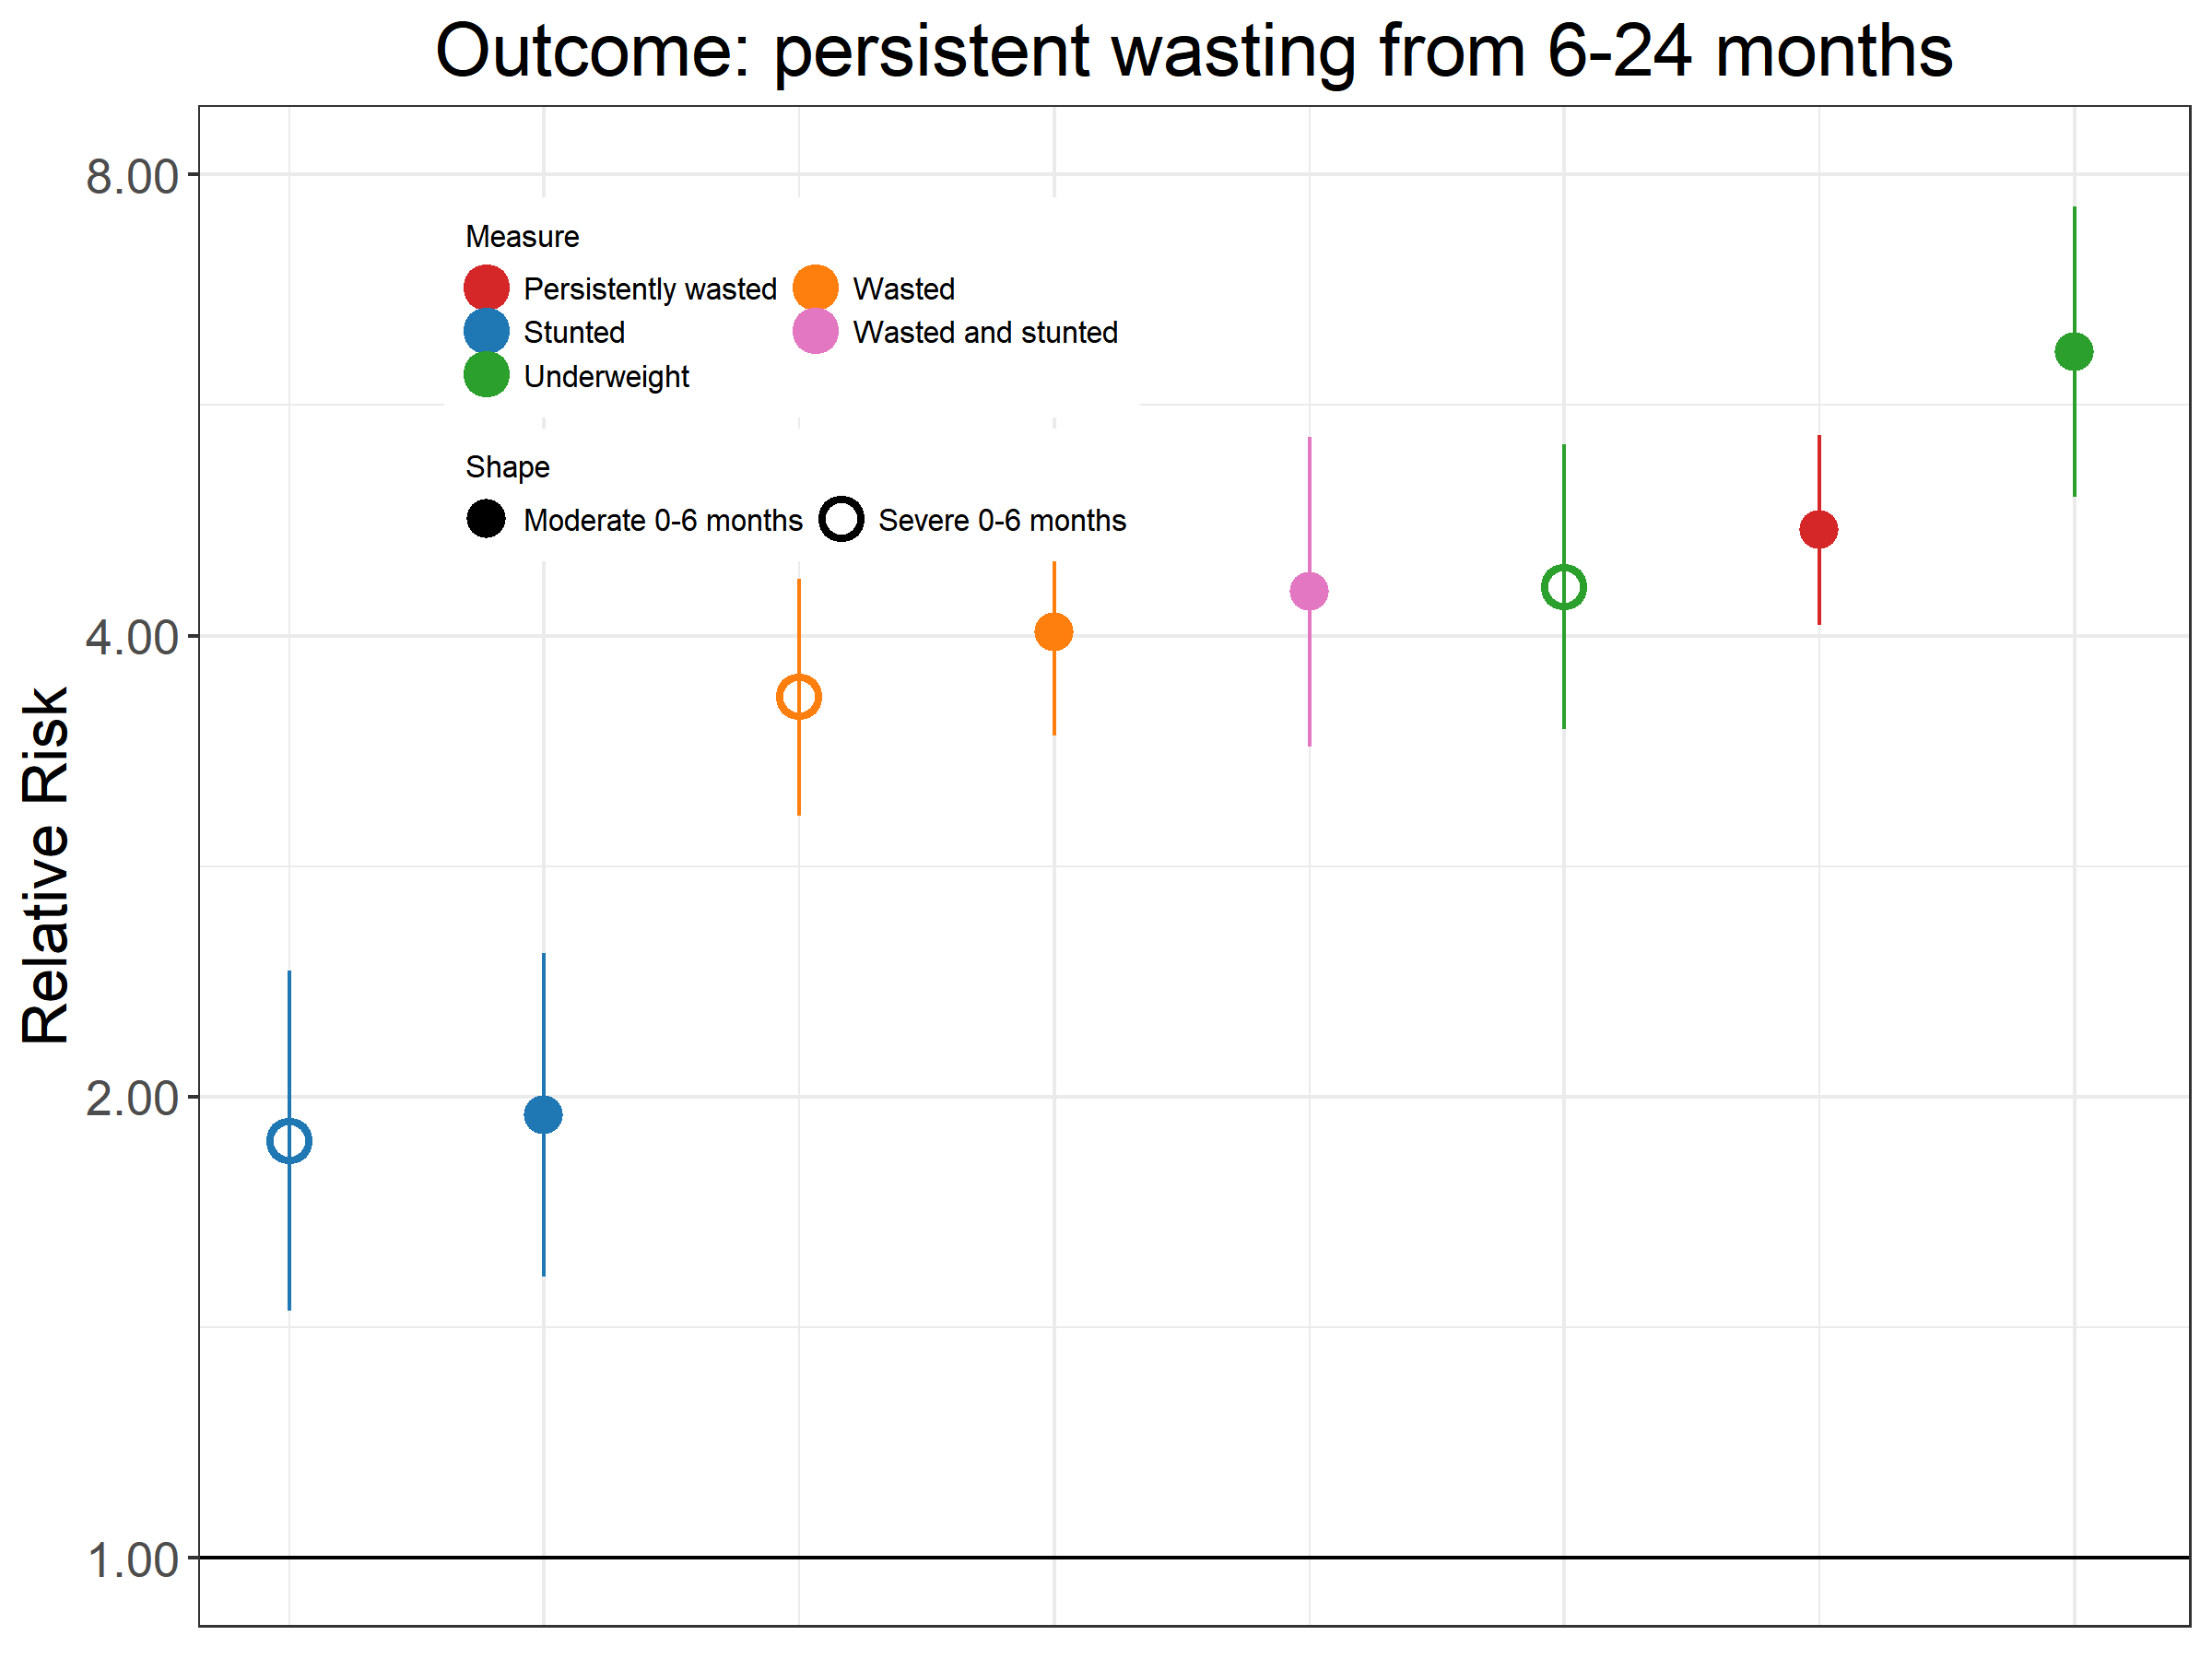 Outcome: persistent wasting from 6-24 months
8.00
4.00
2.00
1.00
Relative Risk
Measure
Persistently wasted
Wasted
Stunted
Wasted and stunted
Underweight
Shape
Moderate 0-6 months
Severe 0-6 months